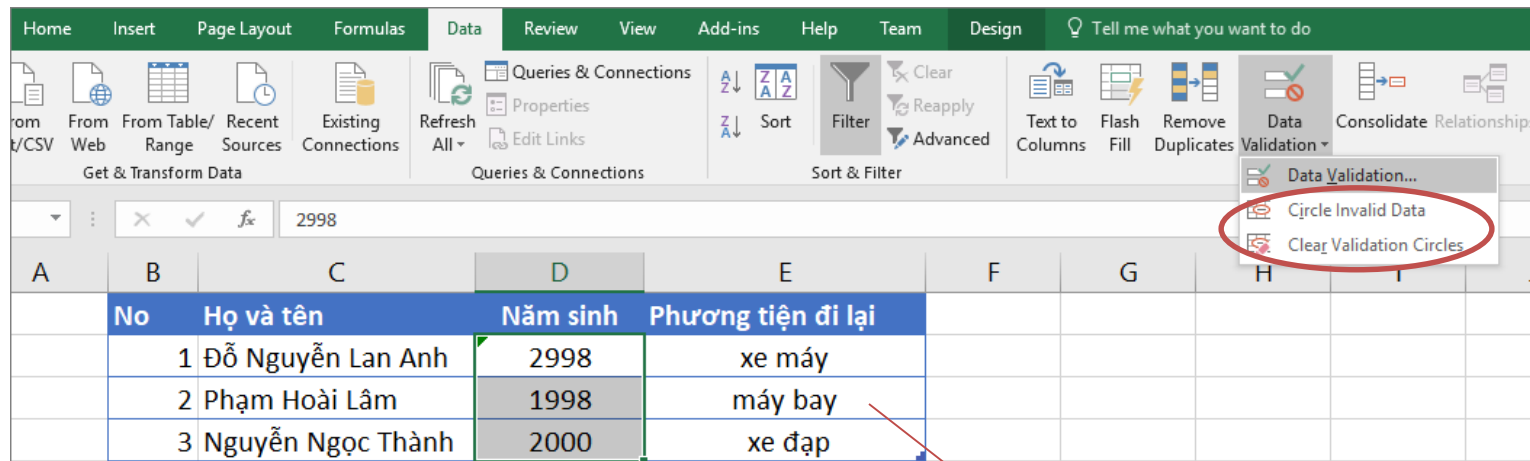 Home Insert Page Layout Formulas Data Review View Add-ins Help Team Design Tell me what you want to do
rom t/CSV
From Web
From Table/ Range
Recent Sources
Existing Connections
Refresh All
Queries & Connections
Properties
Edit Links
Sort
Filter
Clear
Reapply
Advanced
Text to Columns
Flash Fill
Remove Duplicates
Data Validation
Consolidate
Relationship
Get & Transform Data Queries & Connections Sort & Filter
Data Validation...
Circle Invalid Data
Clear Validation Circles
fx 2998
A B C D E F G H
No Họ và tên Năm sinh Phương tiện đi lại
1 Đỗ Nguyễn Lan Anh 2998 xe máy
2 Phạm Hoài Lâm 1998 máy bay
3 Nguyễn Ngọc Thành 2000 xe đạp